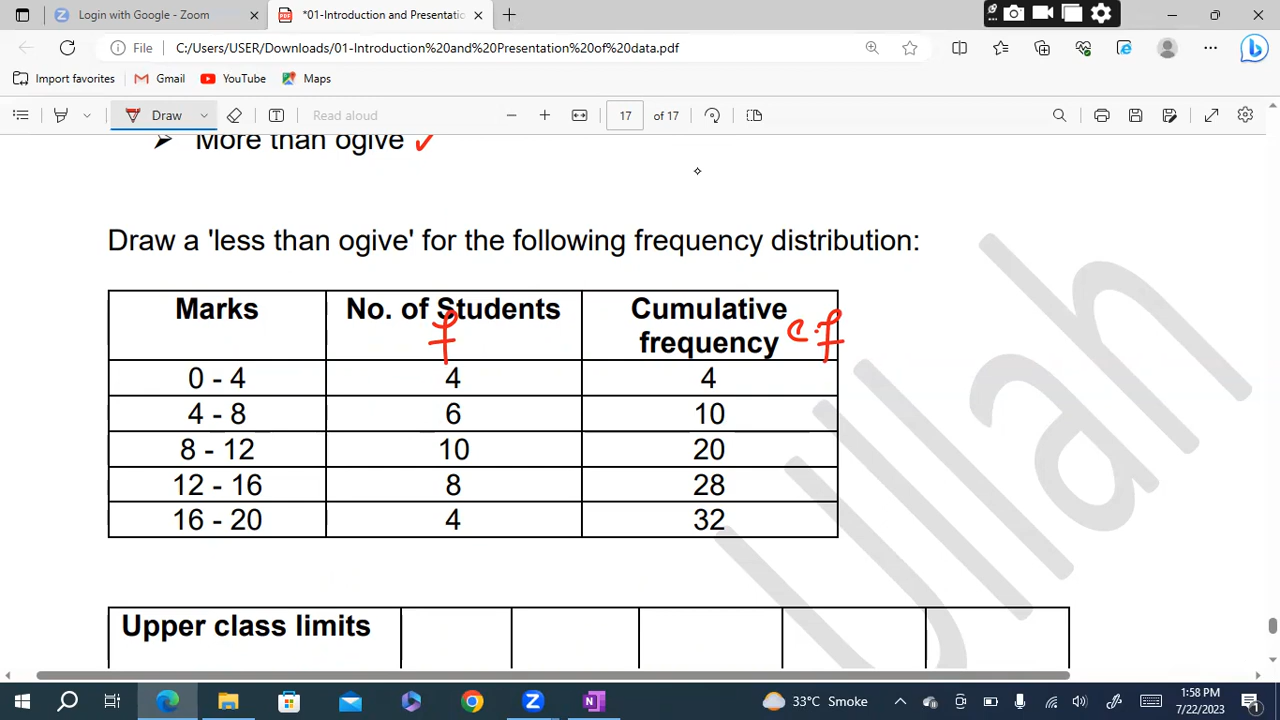 Login with Google - Zoom
*01-Introduction and Presentatio
File C:/Users/USER/Downloads/01-Introduction%20and%20Presentation%20of%20data.pdf
Import favorites Gmail YouTube Maps
Draw Read aloud 17 of 17
More than ogive
Draw a 'less than ogive' for the following frequency distribution:
Marks No. of Students Cumulative frequency
f c.f
0 - 4 4 4
4 - 8 6 10
8 - 12 10 20
12 - 16 8 28
16 - 20 4 32
Upper class limits
Ullah
33°C Smoke 1:58 PM
7/22/2023